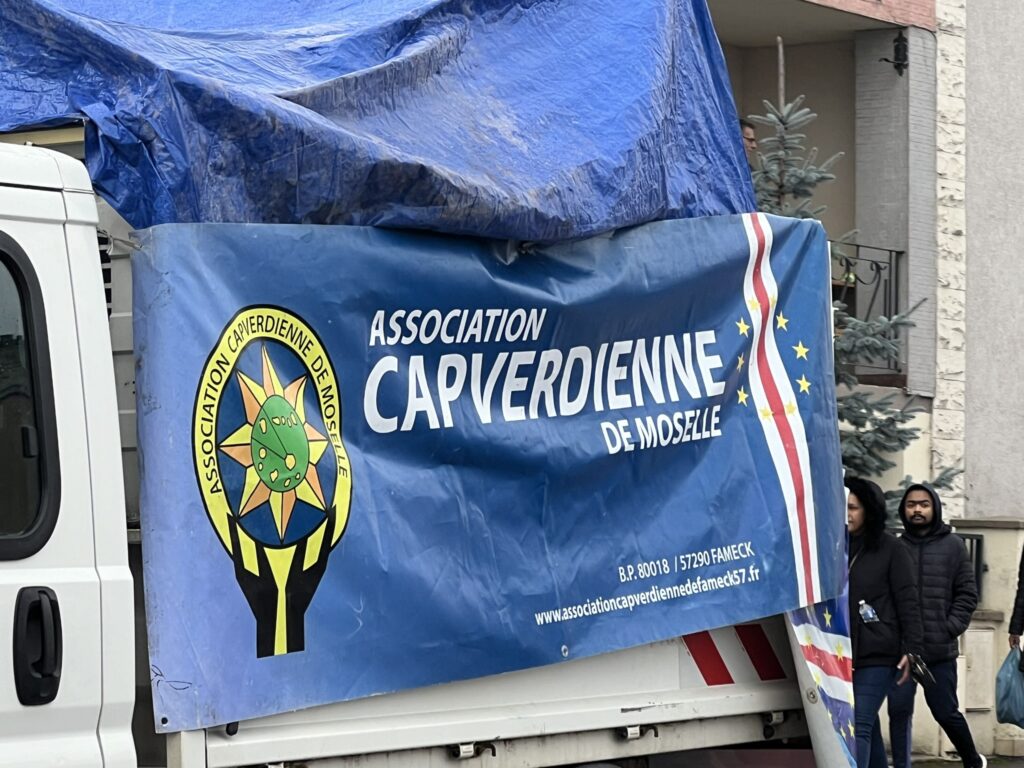 ASSOCIATION CAPVERDIENNE DE MOSELLE
ASSOCIATION
CAPVERDIENNE
DE MOSELLE
B.P. 80018 / 57290 FAMECK
www.associationcapverdiennedefameck57.fr